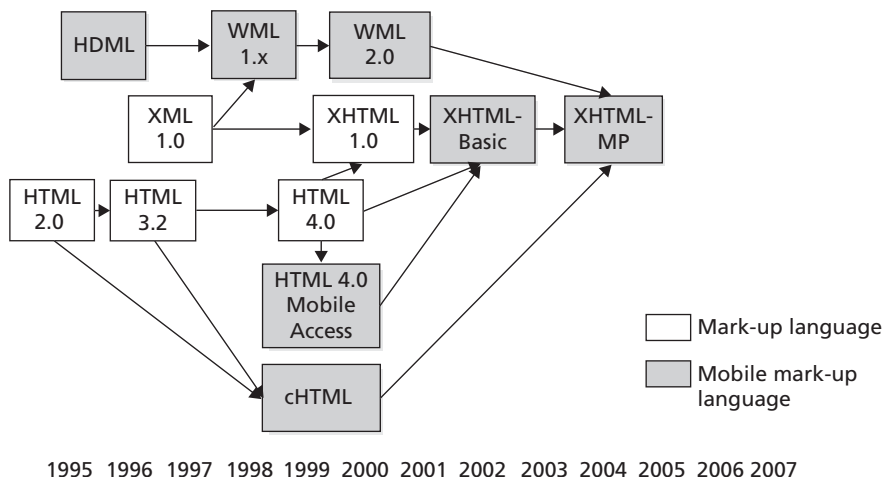 HDML
WML
1.x
WML
2.0
XML
1.0
XHTML
1.0
XHTML-
Basic
XHTML-
MP
HTML
2.0
HTML
3.2
HTML
4.0
HTML 4.0
Mobile
Access
cHTML
Mark-up language
Mobile mark-up
language
1995 1996 1997 1998 1999 2000 2001 2002 2003 2004 2005 2006 2007